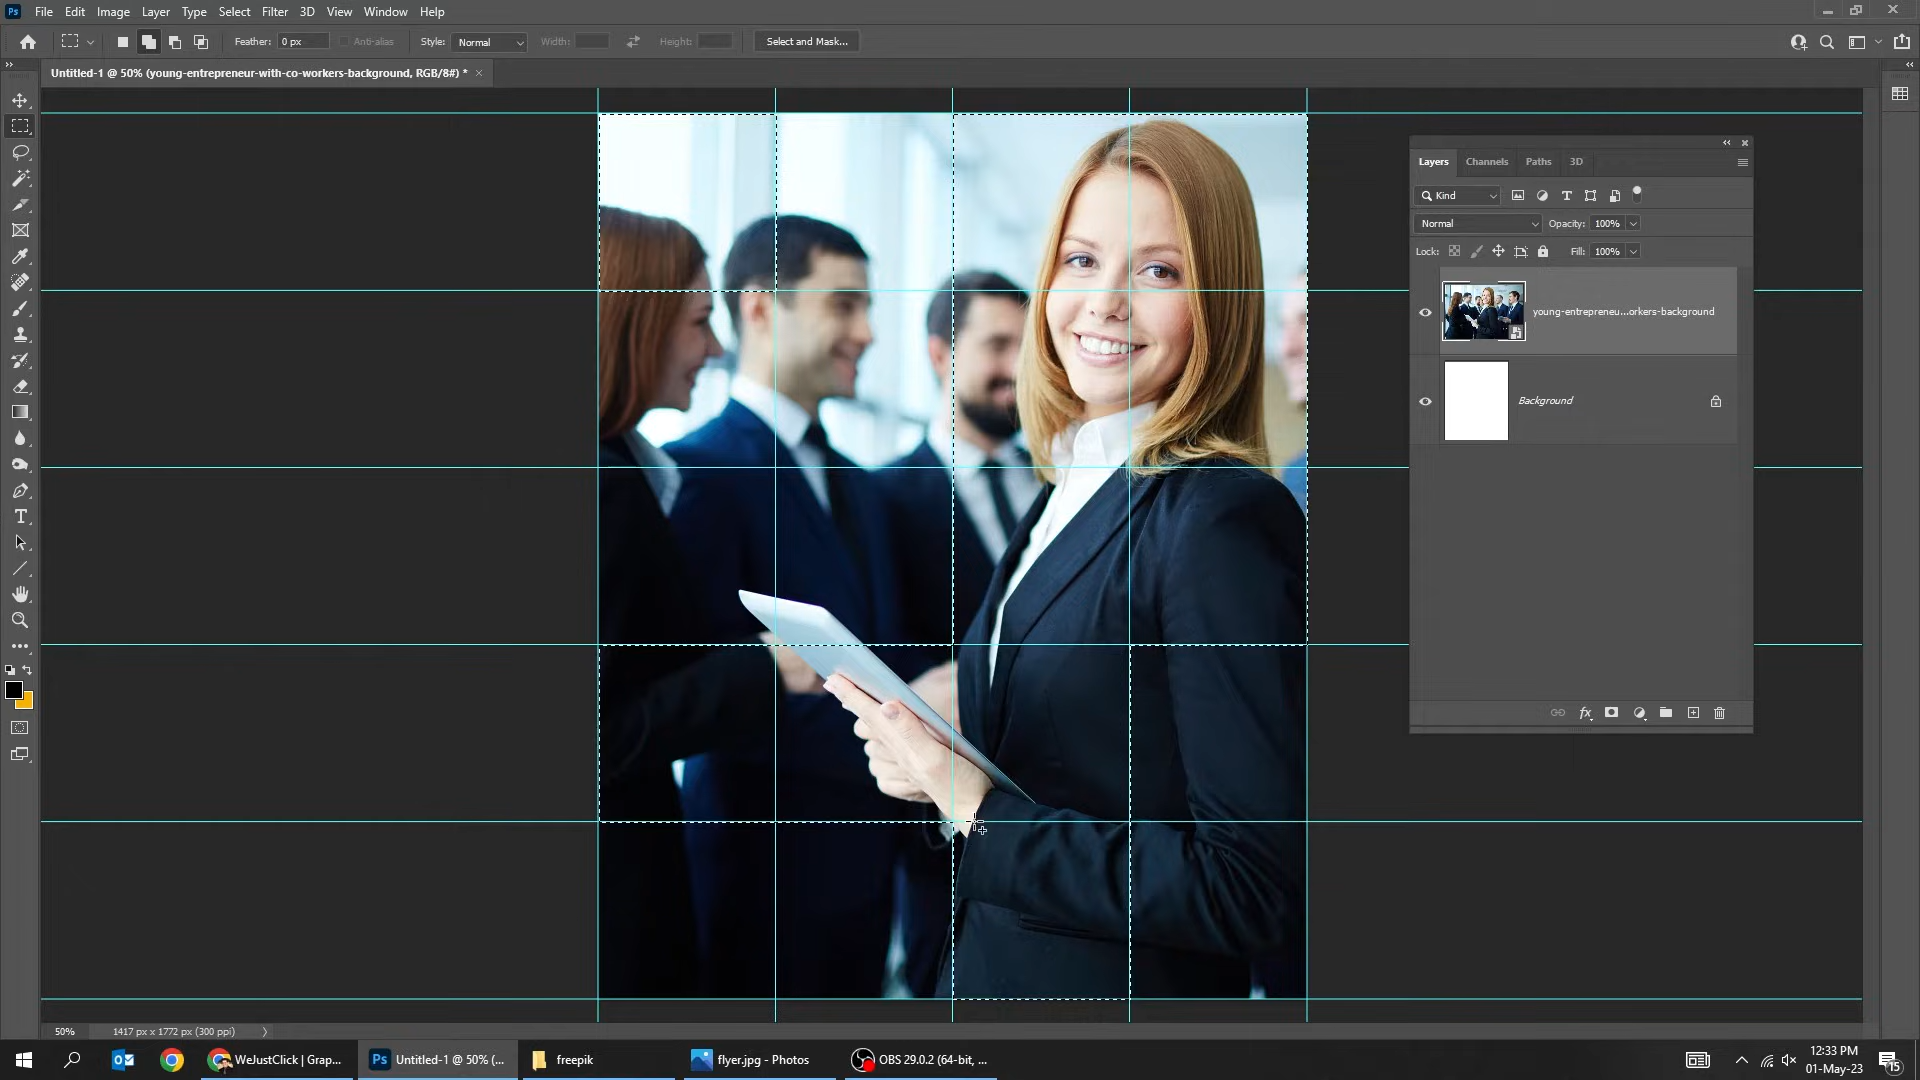 Ps File Edit Image Layer Type Select Filter 3D View Window Help
Feather: 0 px Anti-alias Style: Normal Width: Height: Select and Mask...
Untitled-1 @ 50% (young-entrepreneur-with-co-workers-background, RGB/8#) *
Layers Channels Paths 3D
Kind
Normal Opacity: 100%
Lock: Fill: 100%
young-entrepreneu...orkers-background
Background
fx
50% 1417 px x 1772 px (300 ppi)
WeJustClick | Grap... Ps Untitled-1 @ 50% (... freepik flyer.jpg - Photos OBS 29.0.2 (64-bit, ...
12:33 PM
01-May-23
15